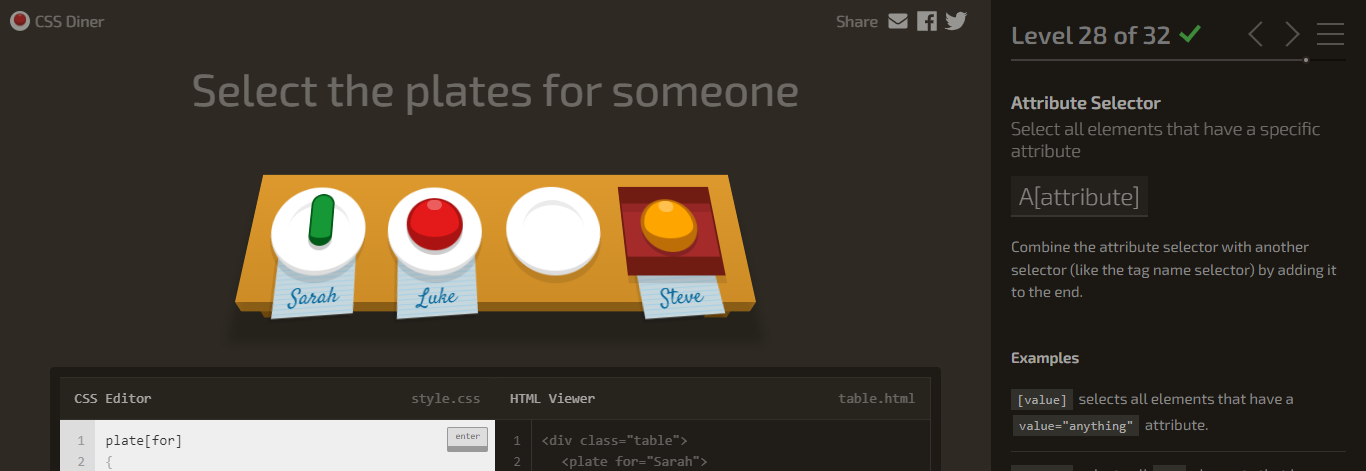 CSS Diner
Share
Level 28 of 32
Select the plates for someone
Attribute Selector
Select all elements that have a specific
attribute
A[attribute]
Combine the attribute selector with another
selector (like the tag name selector) by adding it
to the end.
Examples
[value] selects all elements that have a
value="anything" attribute.
Sarah
Luke
Steve
CSS Editor
style.css
HTML Viewer
table.html
1 plate[for]
enter
2 {
1 <div class="table">
2 <plate for="Sarah">